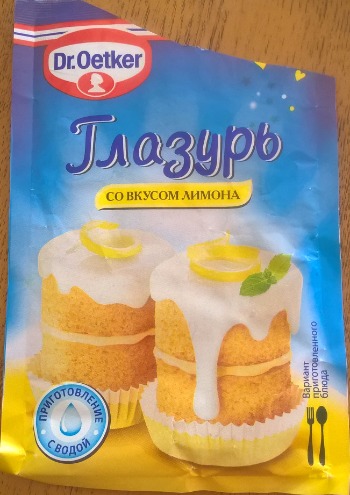 Dr.Oetker
Глазурь
СО ВКУСОМ ЛИМОНА
ПРИГОТОВЛЕНИЕ
С ВОДОЙ
Вариант
приготовленного
блюда